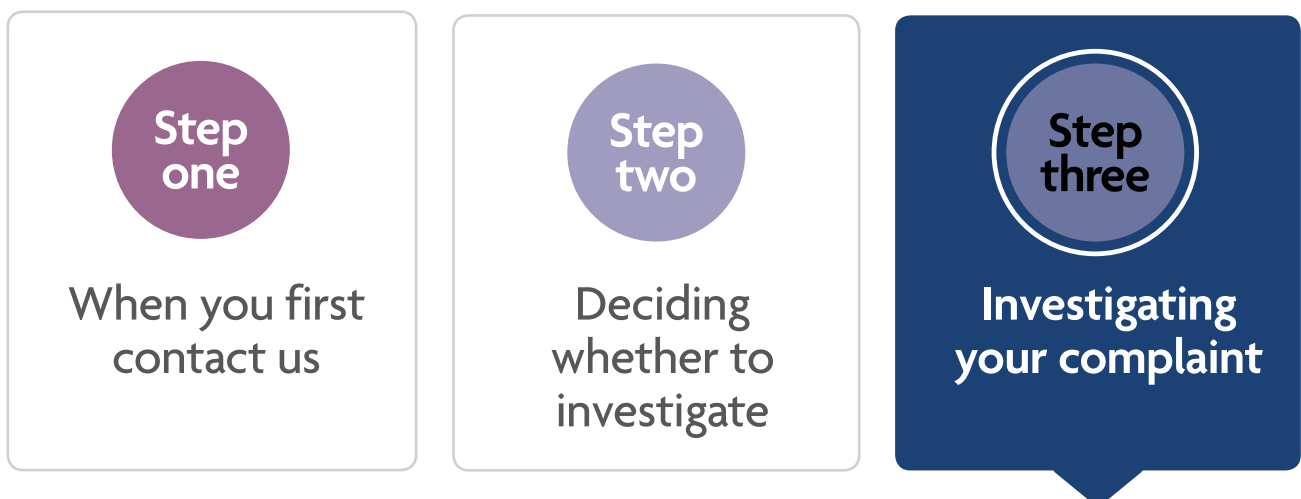 Step
one
When you first
contact us
Step
two
Deciding
whether to
investigate
Step
three
Investigating
your complaint